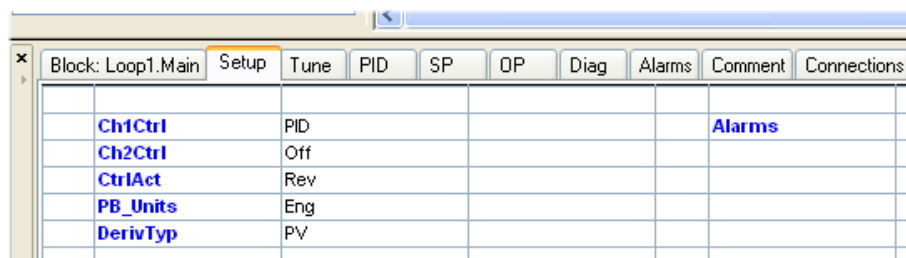 Block: Loop1.Main Setup Tune PID SP OP Diag Alarms Comment Connections
Ch1Ctrl PID Alarms
Ch2Ctrl Off
CtrlAct Rev
PB_Units Eng
DerivTyp PV